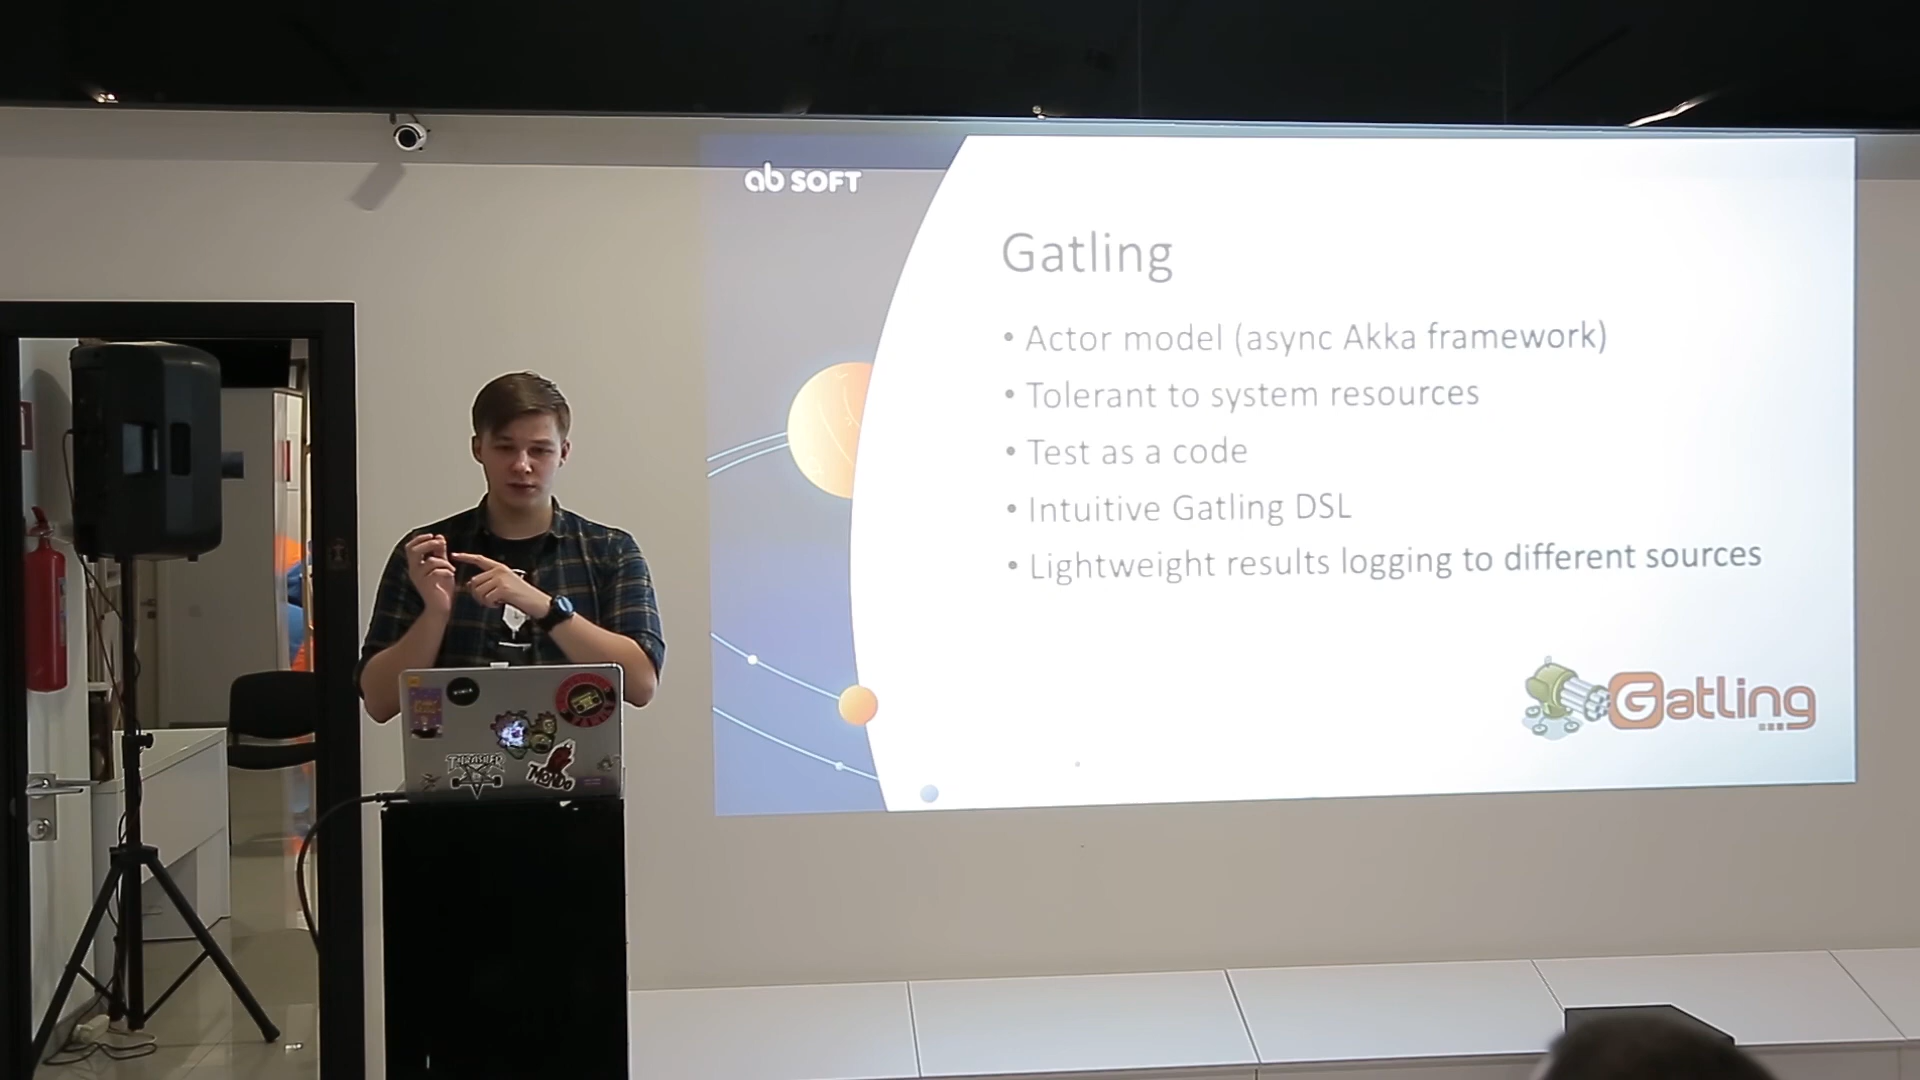 ab SOFT
Gatling
• Actor model (async Akka framework)
• Tolerant to system resources
• Test as a code
• Intuitive Gatling DSL
• Lightweight results logging to different sources
Gatling
THRASHER
TMONDO